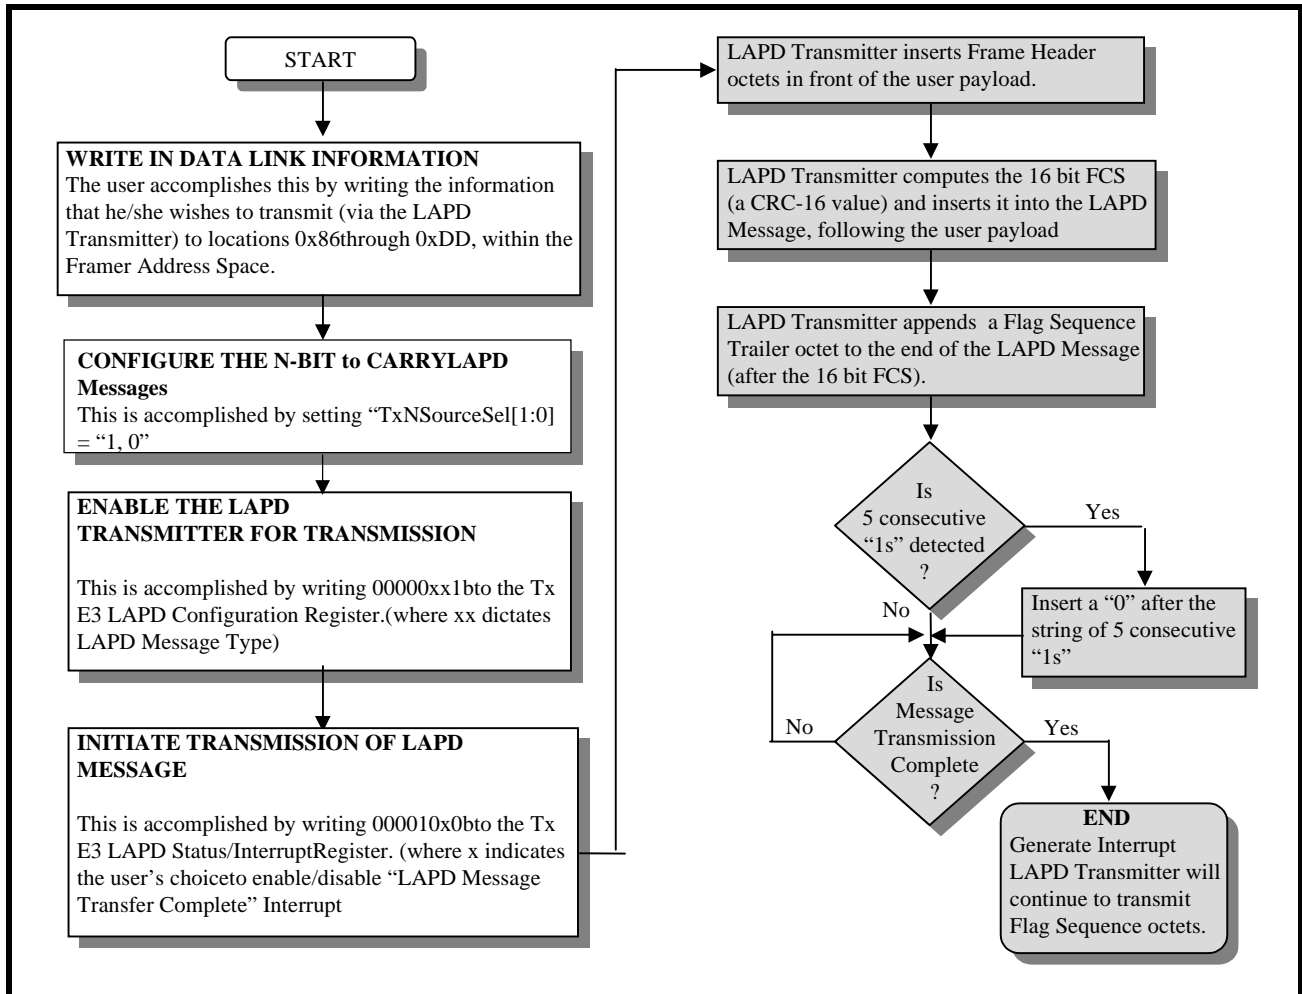 START
WRITE IN DATA LINK INFORMATION
The user accomplishes this by writing the information
that he/she wishes to transmit (via the LAPD
Transmitter) to locations 0x86through 0xDD, within the
Framer Address Space.
CONFIGURE THE N-BIT to CARRYLAPD
Messages
This is accomplished by setting “TxNSourceSel[1:0]
= “1, 0”
ENABLE THE LAPD
TRANSMITTER FOR TRANSMISSION
This is accomplished by writing 00000xx1bto the Tx
E3 LAPD Configuration Register.(where xx dictates
LAPD Message Type)
INITIATE TRANSMISSION OF LAPD
MESSAGE
This is accomplished by writing 000010x0bto the Tx
E3 LAPD Status/InterruptRegister. (where x indicates
the user’s choiceto enable/disable “LAPD Message
Transfer Complete” Interrupt
LAPD Transmitter inserts Frame Header
octets in front of the user payload.
LAPD Transmitter computes the 16 bit FCS
(a CRC-16 value) and inserts it into the LAPD
Message, following the user payload
LAPD Transmitter appends a Flag Sequence
Trailer octet to the end of the LAPD Message
(after the 16 bit FCS).
Is
5 consecutive
“1s” detected
?
Yes
No
Insert a “0” after the
string of 5 consecutive
“1s”
Is
Message
Transmission
Complete
?
No
Yes
END
Generate Interrupt
LAPD Transmitter will
continue to transmit
Flag Sequence octets.